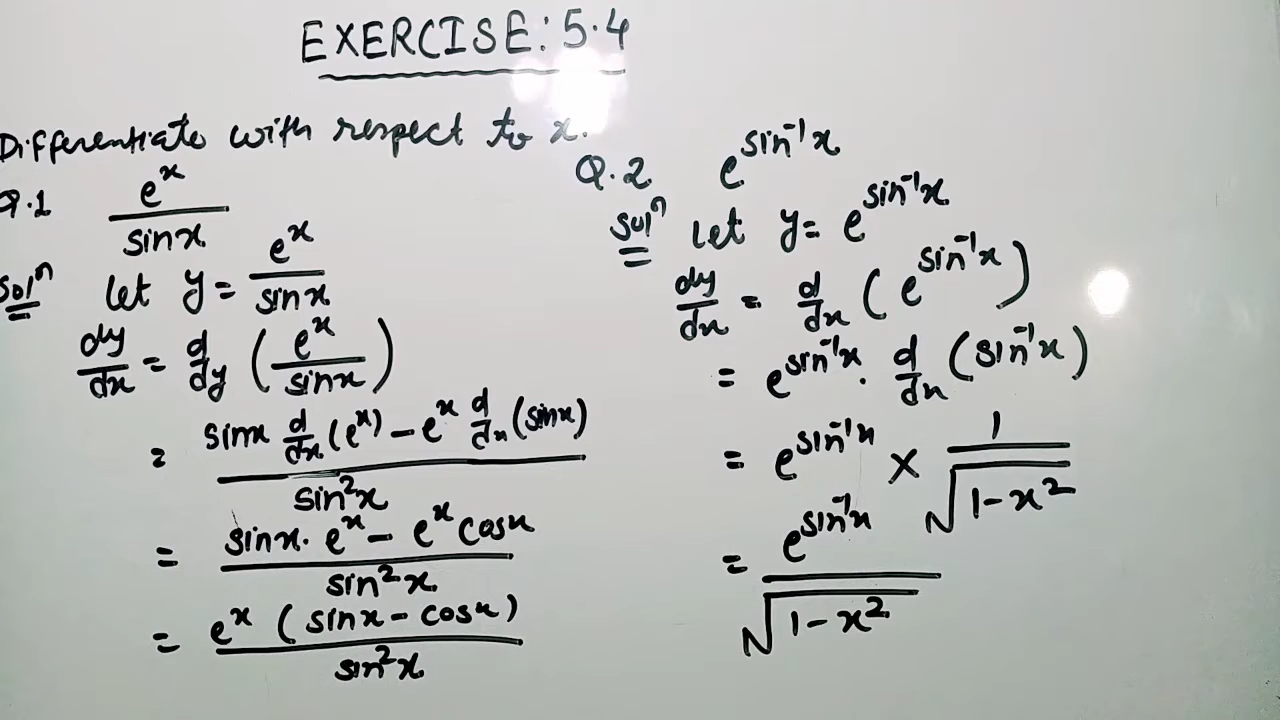 EXERCISE: 5.4
Differentiate with respect to x.
Q.1 e^x / sinx
Solⁿ let y = e^x / sinx
dy/dx = d/dy (e^x / sinx)
= (sinx d/dx (e^x) - e^x d/dx (sinx)) / sin²x
= (sinx. e^x - e^x cosx) / sin²x
= e^x (sinx - cosx) / sin²x
Q.2 e^(sin⁻¹x)
Solⁿ let y = e^(sin⁻¹x)
dy/dx = d/dx (e^(sin⁻¹x))
= e^(sin⁻¹x) . d/dx (sin⁻¹x)
= e^(sin⁻¹x) × 1 / √(1-x²)
= e^(sin⁻¹x) / √(1-x²)